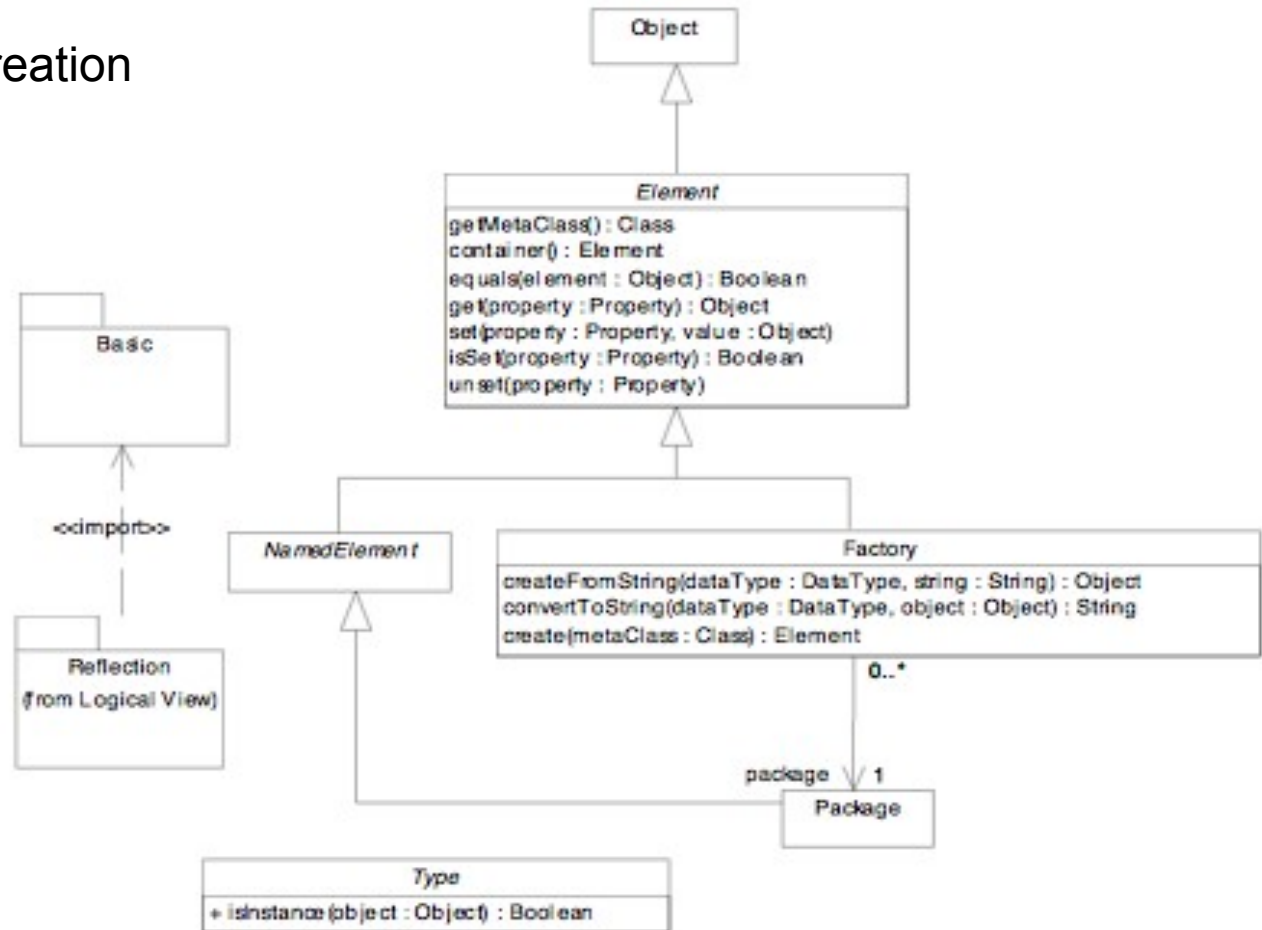 reation
Object
Element
getMetaClass() : Class
container() : Element
equals(element : Object) : Boolean
get(property : Property) : Object
set(property : Property, value : Object)
isSet(property : Property) : Boolean
unset(property : Property)
Basic
<<import>>
Reflection
(from Logical View)
NamedElement
Factory
createFromString(dataType : DataType, string : String) : Object
convertToString(dataType : DataType, object : Object) : String
create(metaClass : Class) : Element
0..*
package 1
Package
Type
+ isInstance(object : Object) : Boolean